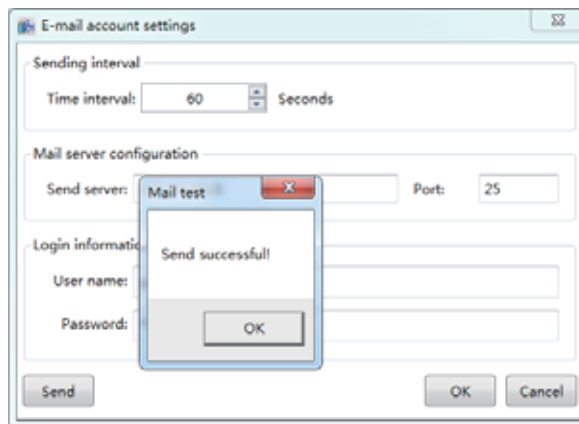 E-mail account settings
Sending interval
Time interval: 60 Seconds
Mail server configuration
Send server: Port: 25
Mail test
Send successful!
OK
Login informatio
User name:
Password:
Send OK Cancel